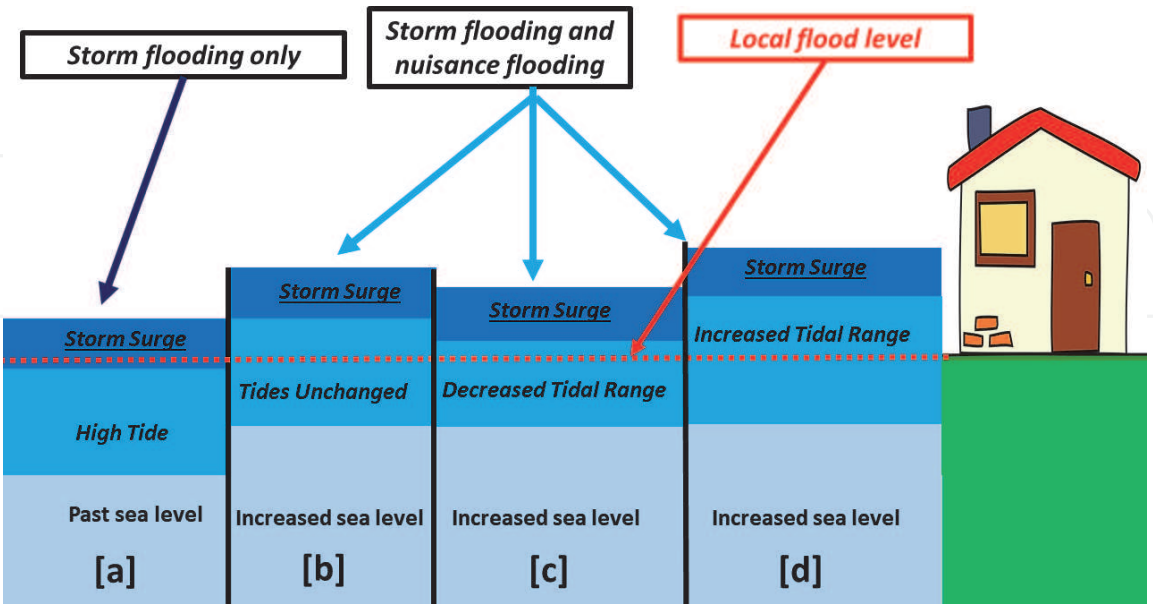 Storm flooding only
Storm flooding and
nuisance flooding
Local flood level
Storm Surge
High Tide
Past sea level
[a]
Storm Surge
Tides Unchanged
Increased sea level
[b]
Storm Surge
Decreased Tidal Range
Increased sea level
[c]
Storm Surge
Increased Tidal Range
Increased sea level
[d]